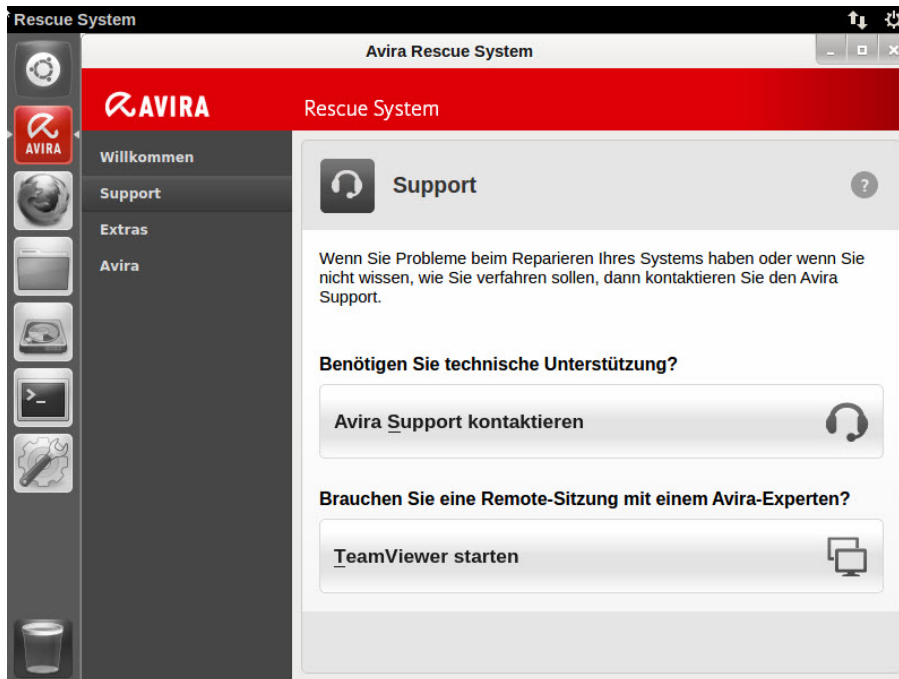 Rescue System
Avira Rescue System
AVIRA
Rescue System
AVIRA
Willkommen
Support
Extras
Avira
Support
?
Wenn Sie Probleme beim Reparieren Ihres Systems haben oder wenn Sie
nicht wissen, wie Sie verfahren sollen, dann kontaktieren Sie den Avira
Support.
Benötigen Sie technische Unterstützung?
Avira Support kontaktieren
Brauchen Sie eine Remote-Sitzung mit einem Avira-Experten?
TeamViewer starten
>_